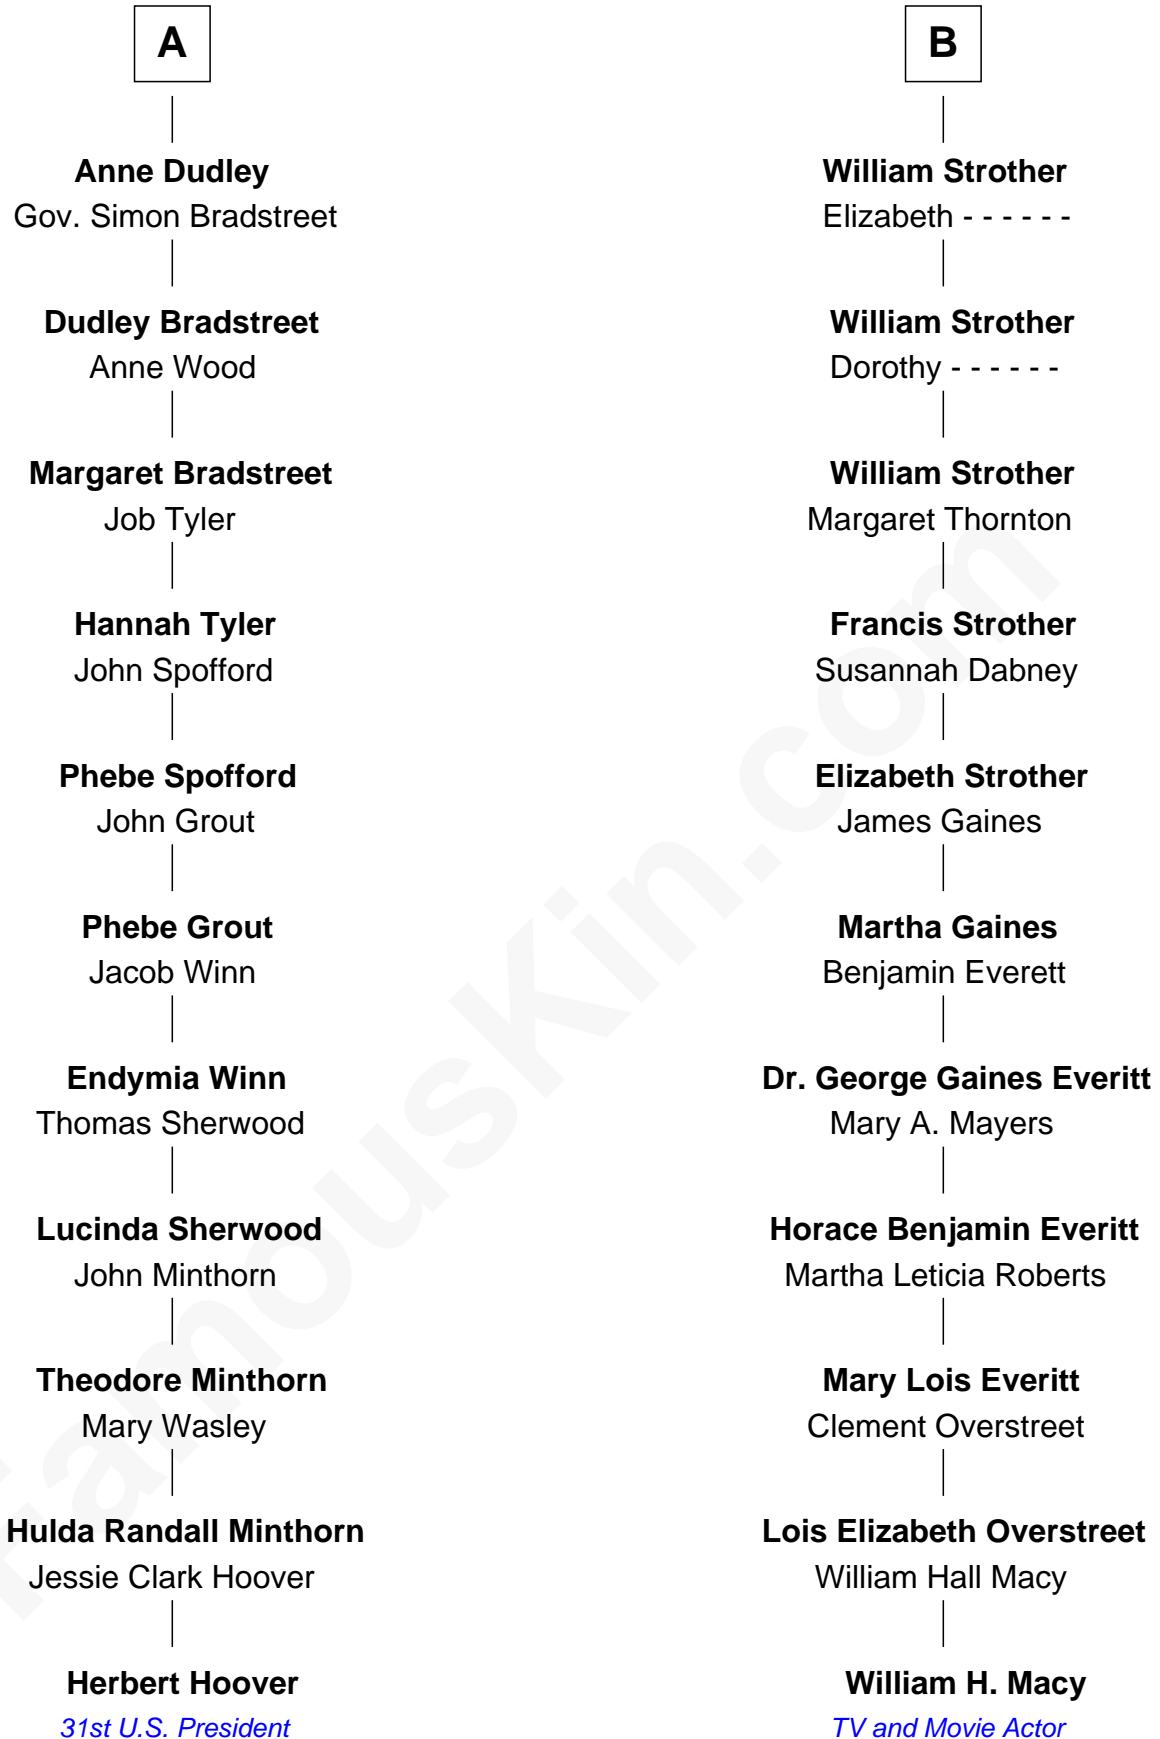 A
Anne Dudley
Gov. Simon Bradstreet
Dudley Bradstreet
Anne Wood
Margaret Bradstreet
Job Tyler
Hannah Tyler
John Spofford
Phebe Spofford
John Grout
Phebe Grout
Jacob Winn
Endymia Winn
Thomas Sherwood
Lucinda Sherwood
John Minthorn
Theodore Minthorn
Mary Wasley
Hulda Randall Minthorn
Jessie Clark Hoover
Herbert Hoover
31st U.S. President
B
William Strother
Elizabeth - - - - - -
William Strother
Dorothy - - - - - -
William Strother
Margaret Thornton
Francis Strother
Susannah Dabney
Elizabeth Strother
James Gaines
Martha Gaines
Benjamin Everett
Dr. George Gaines Everitt
Mary A. Mayers
Horace Benjamin Everitt
Martha Leticia Roberts
Mary Lois Everitt
Clement Overstreet
Lois Elizabeth Overstreet
William Hall Macy
William H. Macy
TV and Movie Actor
FamousKin.com